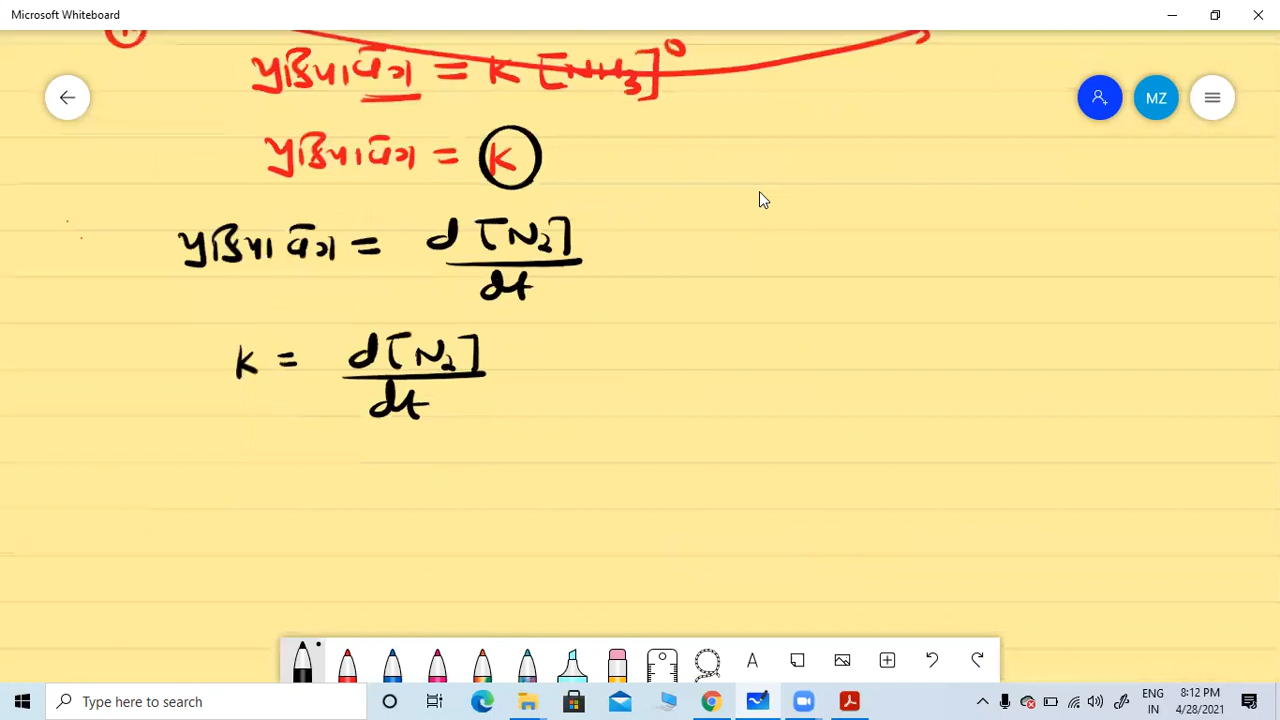 Microsoft Whiteboard
પ્રક્રિયાવેગ = K [NH3]⁰
પ્રક્રિયાવેગ = K
MZ
પ્રક્રિયા વેગ = d [N2]
dt
K = d[N2]
dt
A
Type here to search
ENG
IN
8:12 PM
4/28/2021